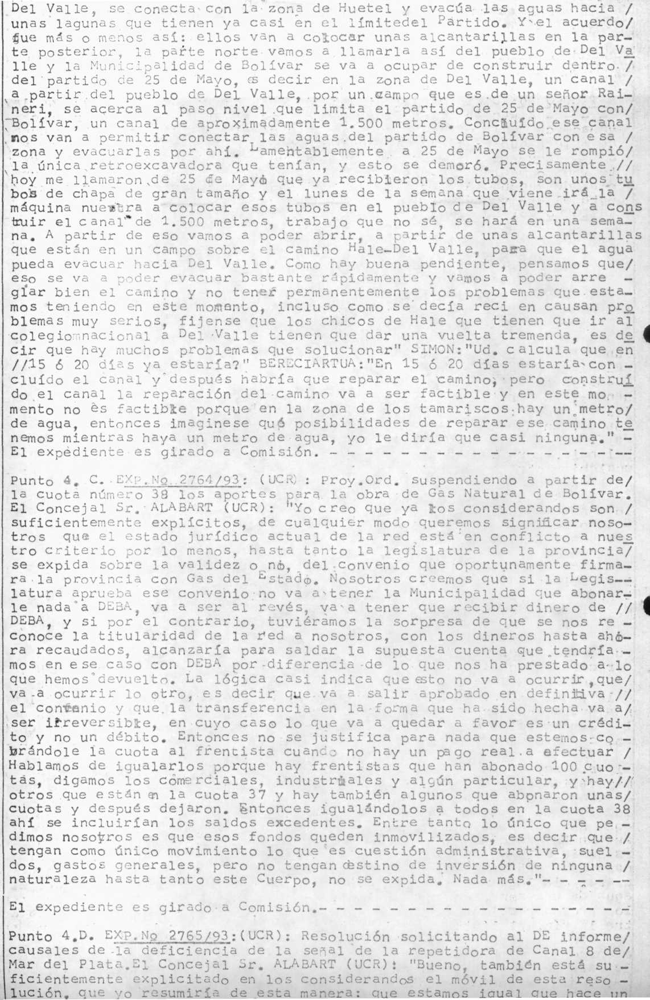 Del Valle, se conecta con la zona de Huetel y evacúa las aguas hacia /
unas lagunas que tienen ya casi en el límitedel Partido. Y el acuerdo/
fue más o menos así: ellos van a colocar unas alcantarillas en la par-
te posterior, la parte norte vamos a llamarla así del pueblo de Del Va
lle y la Municipalidad de Bolívar se va a ocupar de construir dentro /
del partido de 25 de Mayo, es decir en la zona de Del Valle, un canal /
a partir del pueblo de Del Valle, por un campo que es de un señor Rai-
neri, se acerca al paso nivel que limita el partido de 25 de Mayo con/
Bolívar, un canal de aproximadamente 1.500 metros. Concluído ese canal
nos van a permitir conectar las aguas del partido de Bolívar con esa /
zona y evacuarlas por ahí. Lamentablemente a 25 de Mayo se le rompió/
la única retroexcavadora que tenían, y esto se demoró. Precisamente //
hoy me llamaron de 25 de Mayo que ya recibieron los tubos, son unos tu
bos de chapa de gran tamaño y el lunes de la semana que viene irá la /
máquina nuestra a colocar esos tubos en el pueblo de Del Valle y a cons
truir el canal de 1.500 metros, trabajo que no sé, se hará en una sema-
na. A partir de eso vamos a poder abrir, a partir de unas alcantarillas
que están en un campo sobre el camino Hale-Del Valle, para que el agua
pueda evacuar hacia Del Valle. Como hay buena pendiente, pensamos que/
eso se va a poder evacuar bastante rápidamente y vamos a poder arre -
glar bien el camino y no tener permanentemente los problemas que esta-
mos teniendo en este momento, incluso como se decía reci en causan pro
blemas muy serios, fijense que los chicos de Hale que tienen que ir al
colegiomnacional a Del Valle tienen que dar una vuelta tremenda, es de
cir que hay muchos problemas que solucionar" SIMON:"Ud. calcula que en
//15 ó 20 días ya estaría?" BERECIARTUA:"En 15 ó 20 días estaría con -
cluído el canal y después habría que reparar el camino, pero construí
do el canal la reparación del camino va a ser factible y en este mo -
mento no es factible porque en la zona de los tamariscos hay un metro/
de agua, entonces imaginese qué posibilidades de reparar ese camino te
nemos mientras haya un metro de agua, yo le diría que casi ninguna." -
El expediente es girado a Comisión. - - - - - - - - - - - - - - - - --

Punto 4. C. EXP.Nº 2764/93: (UCR) : Proy.Ord. suspendiendo a partir de/
la cuota número 38 los aportes para la obra de Gas Natural de Bolívar.
El Concejal Sr. ALABART (UCR): "Yo creo que ya los considerandos son /
suficientemente explícitos, de cualquier modo queremos significar noso-
tros que el estado jurídico actual de la red está en conflicto a nues
tro criterio por lo menos, hasta tanto la legislatura de la provincia/
se expida sobre la validez o no, del convenio que oportunamente firma-
ra la provincia con Gas del Estado. Nosotros creemos que si la Legis--
latura aprueba ese convenio no va a tener la Municipalidad que abonar-
le nada a DEBA, va a ser al revés, va a tener que recibir dinero de //
DEBA, y si por el contrario, tuviéramos la sorpresa de que se nos re -
conoce la titularidad de la red a nosotros, con los dineros hasta aho-
ra recaudados, alcanzaría para saldar la supuesta cuenta que tendría -
mos en ese caso con DEBA por diferencia de lo que nos ha prestado a lo
que hemos devuelto. La lógica casi indica que esto no va a ocurrir, que/
va a ocurrir lo otro, es decir que va a salir aprobado en definitiva //
el convenio y que la transferencia en la forma que ha sido hecha va a/
ser irreversible, en cuyo caso lo que va a quedar a favor es un crédi-
to y no un débito. Entonces no se justifica para nada que estemos co -
brándole la cuota al frentista cuando no hay un pago real a efectuar /
Hablamos de igualarlos porque hay frentistas que han abonado 100 cuo -
tas, digamos los comerciales, industriales y algún particular, y hay//
otros que están en la cuota 37 y hay también algunos que abonaron unas/
cuotas y después dejaron. Entonces igualándolos a todos en la cuota 38
ahí se incluirían los saldos excedentes. Entre tanto lo único que pe -
dimos nosotros es que esos fondos queden inmovilizados, es decir que /
tengan como único movimiento lo que es cuestión administrativa, suel -
dos, gastos generales, pero no tengan destino de inversión de ninguna /
naturaleza hasta tanto este Cuerpo, no se expida. Nada más."- - - - --

El expediente es girado a Comisión.- - - - - - - - - - - - - - - - - -

Punto 4.D. EXP.Nº 2765/93:(UCR): Resolución solicitando al DE informe/
causales de la deficiencia de la señal de la repetidora de Canal 8 de/
Mar del Plata.El Concejal Sr. ALABART (UCR): "Bueno, también está su -
ficientemente explicitado en los considerandos el móvil de esta reso -
lución, que yo resumiría de esta manera: que estamos igual que hace un